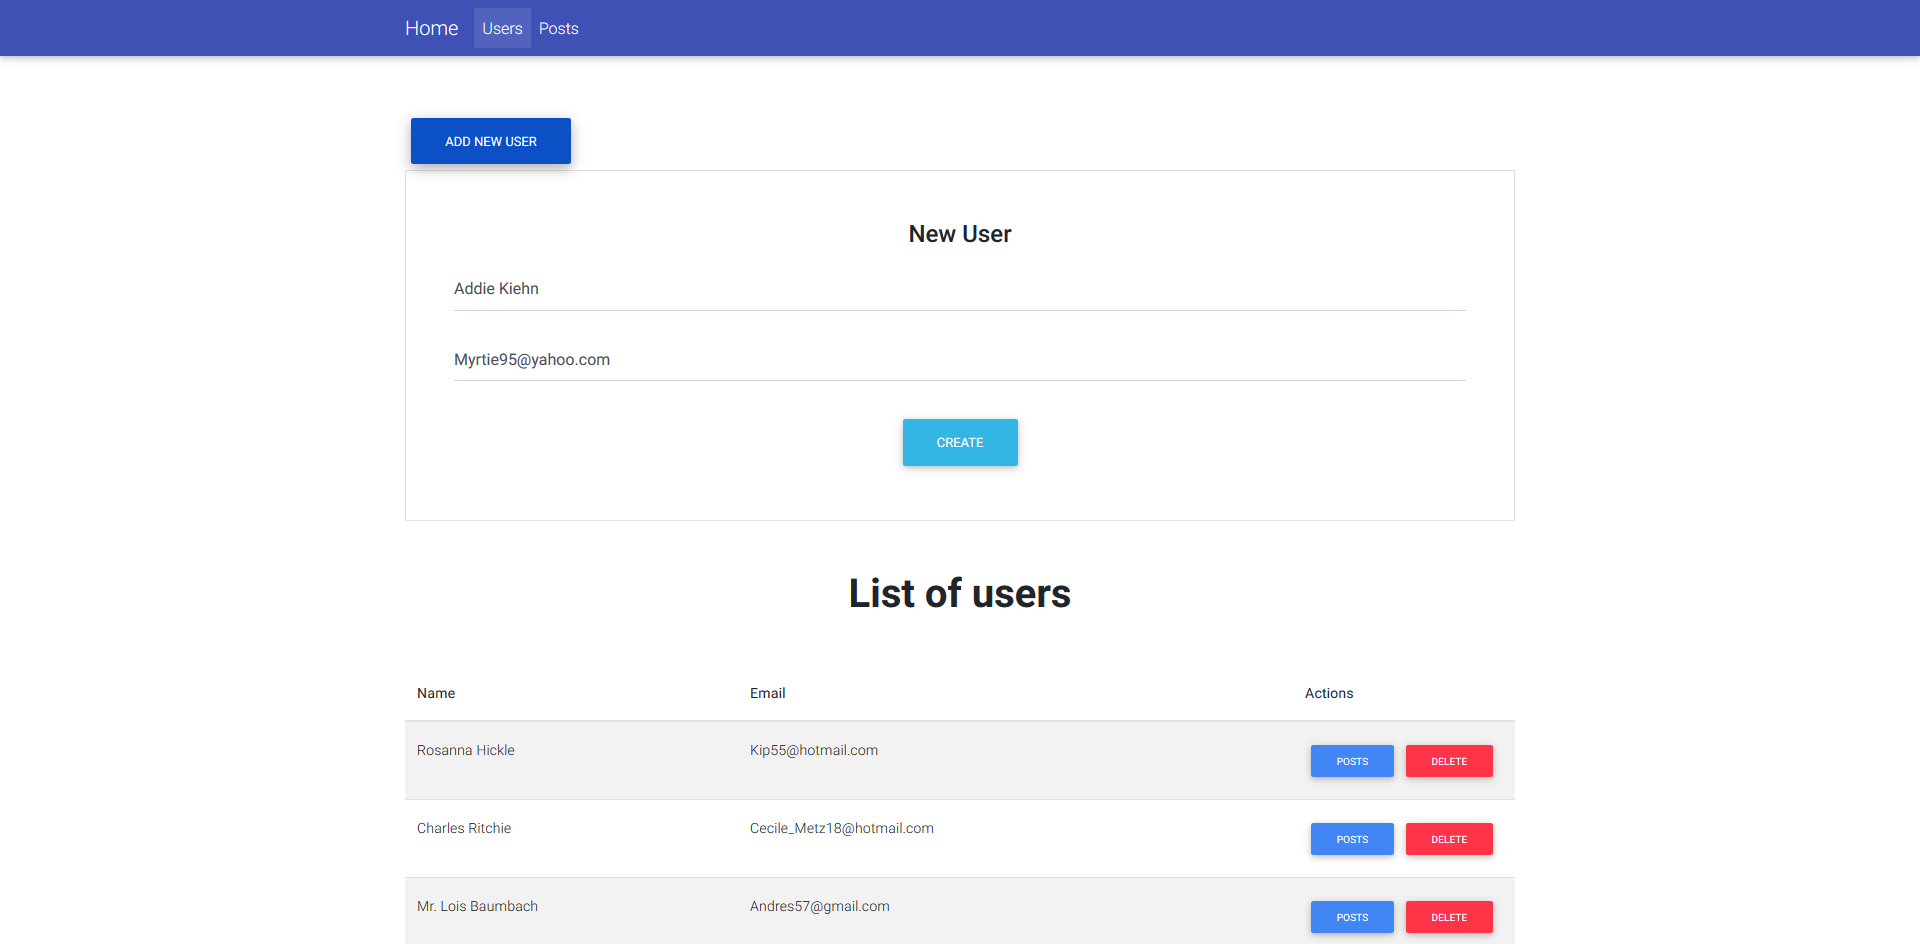 Home Users Posts
ADD NEW USER
New User
Addie Kiehn
Myrtie95@yahoo.com
CREATE
List of users
Name Email Actions
Rosanna Hickle Kip55@hotmail.com POSTS DELETE
Charles Ritchie Cecile_Metz18@hotmail.com POSTS DELETE
Mr. Lois Baumbach Andres57@gmail.com POSTS DELETE